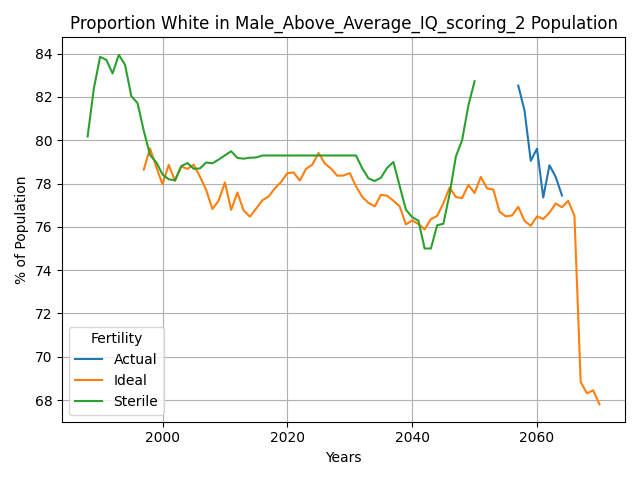 Proportion White in Male_Above_Average_IQ_scoring_2 Population
% of Population
84
82
80
78
76
74
72
70
68
Fertility
Actual
Ideal
Sterile
2000
2020
2040
2060
Years